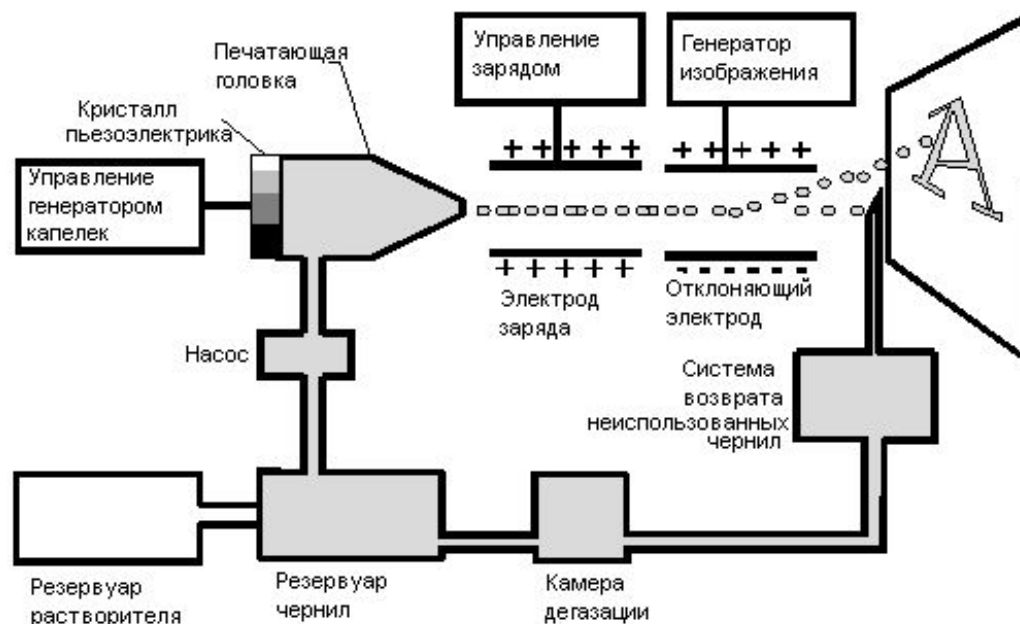 Печатающая
головка
Управление
зарядом
Генератор
изображения
Кристалл
пьезоэлектрика
Управление
генератором
капелек
+ + + + +
+ + + + +
А
+ + + + +
- - - - - - -
Электрод
заряда
Отклоняющий
электрод
Насос
Система
возврата
неиспользованных
чернил
Резервуар
растворителя
Резервуар
чернил
Камера
дегазации